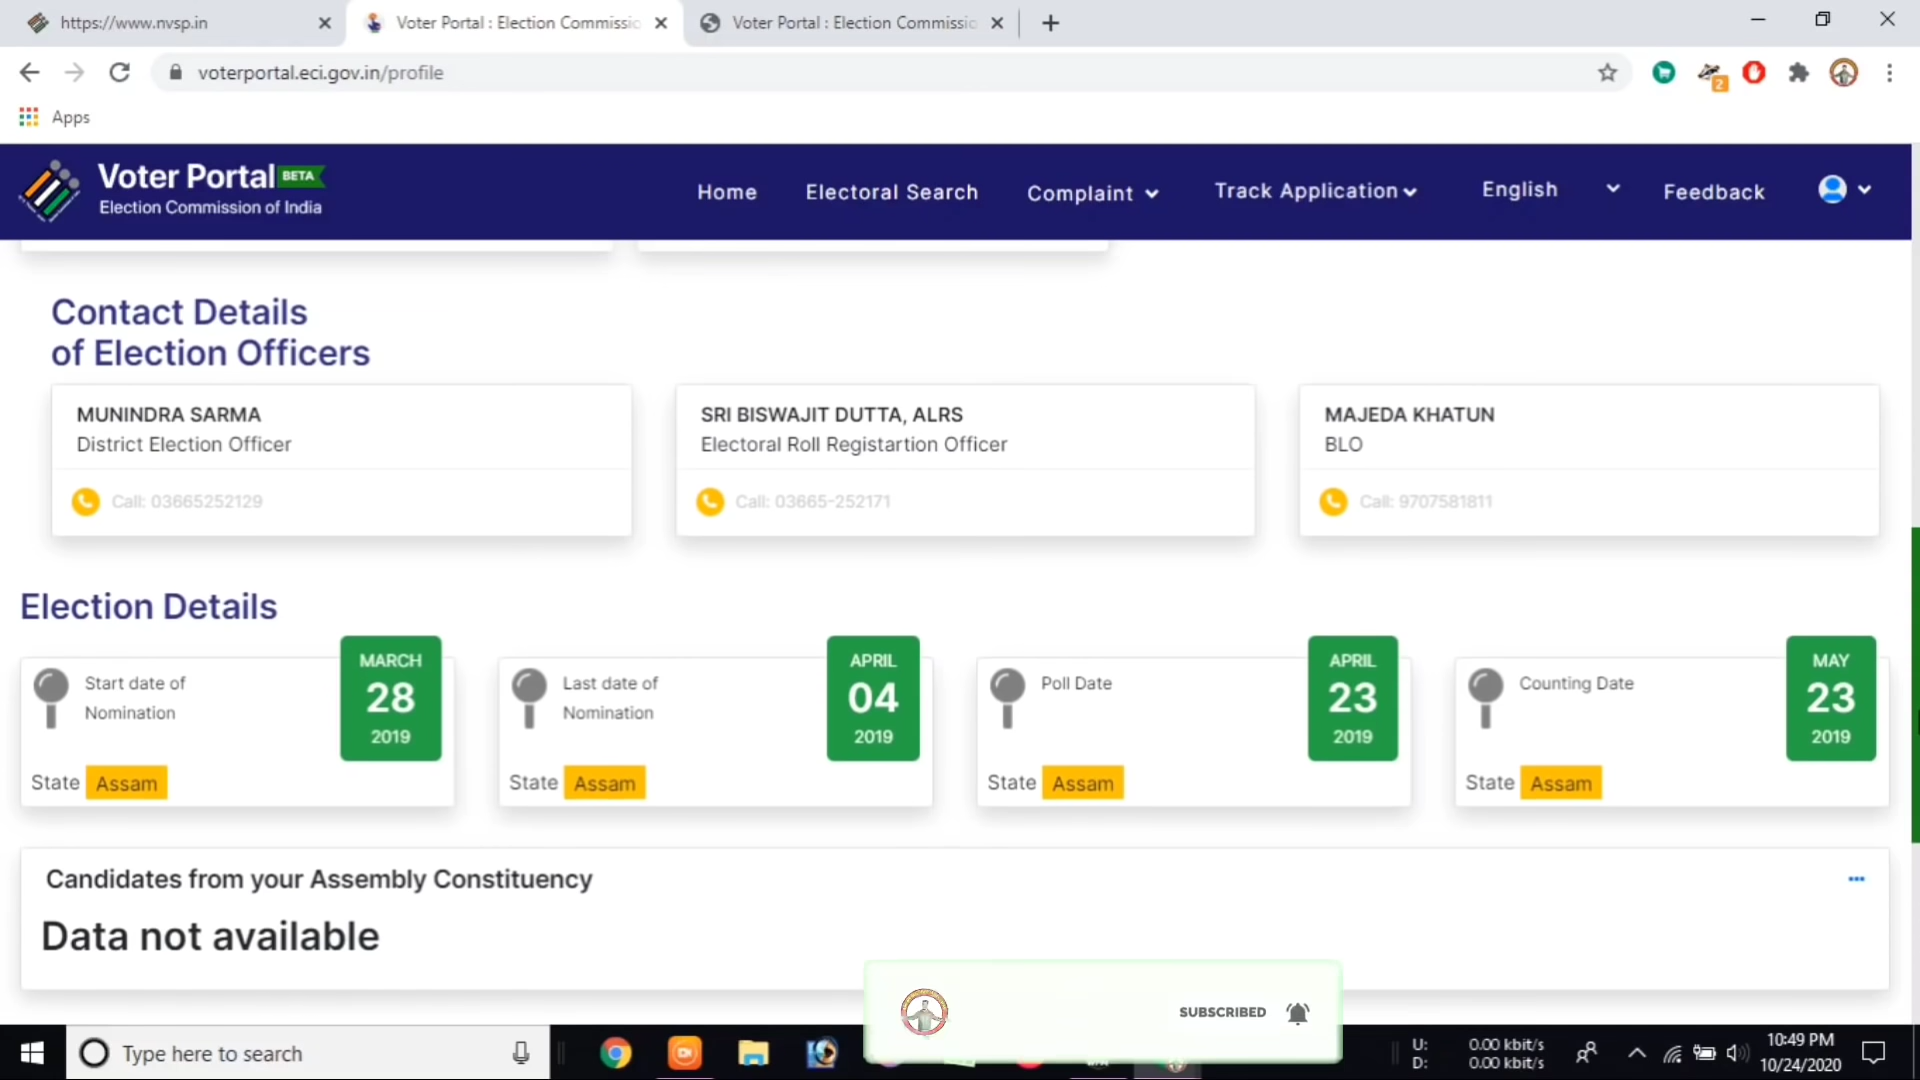 https://www.nvsp.in
Voter Portal : Election Commissio
Voter Portal : Election Commissio
voterportal.eci.gov.in/profile
2
Apps
Voter Portal BETA
Election Commission of India
Home
Electoral Search
Complaint
Track Application
English
Feedback
Contact Details
of Election Officers
MUNINDRA SARMA
District Election Officer
Call: 03665252129
SRI BISWAJIT DUTTA, ALRS
Electoral Roll Registartion Officer
Call: 03665-252171
MAJEDA KHATUN
BLO
Call: 9707581811
Election Details
Start date of
Nomination
MARCH
28
2019
State Assam
Last date of
Nomination
APRIL
04
2019
State Assam
Poll Date
APRIL
23
2019
State Assam
Counting Date
MAY
23
2019
State Assam
Candidates from your Assembly Constituency
Data not available
SUBSCRIBED
Type here to search
U: 0.00 kbit/s
D: 0.00 kbit/s
10:49 PM
10/24/2020